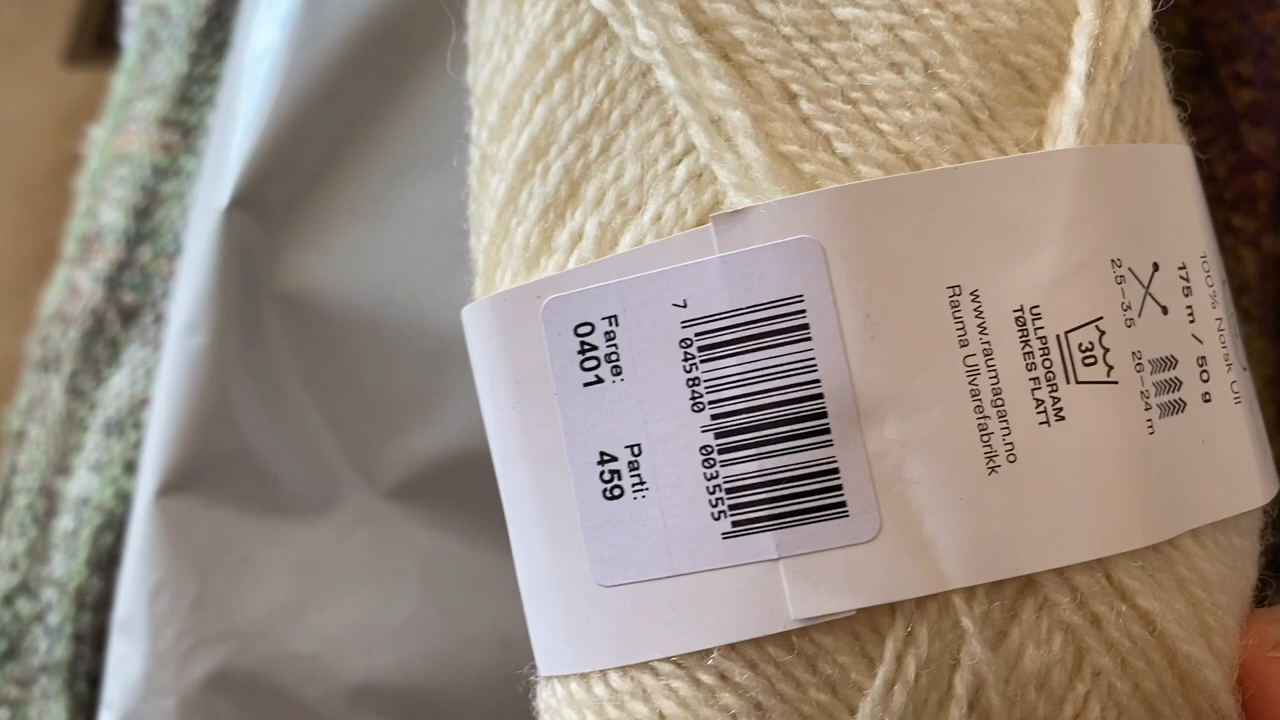 100% Norsk Ull
175 m / 50 g
2.5–3.5
26–24 m
30
ULLPROGRAM
TØRKES FLATT
www.raumagarn.no
Rauma Ullvarefabrikk
7 045840 003555
Farge: Parti:
0401 459